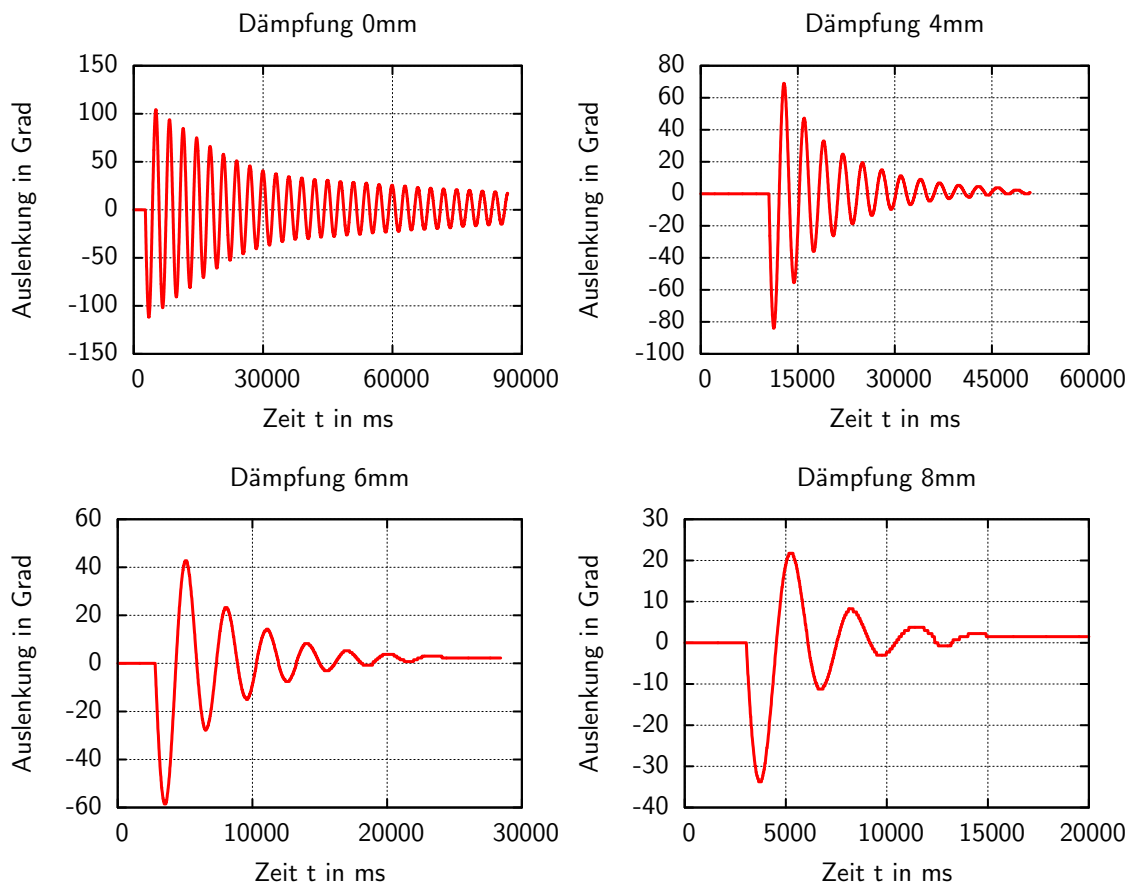 Dämpfung 0mm
Auslenkung in Grad
150
100
50
0
-50
-100
-150
0 30000 60000 90000
Zeit t in ms
Dämpfung 4mm
Auslenkung in Grad
80
60
40
20
0
-20
-40
-60
-80
-100
0 15000 30000 45000 60000
Zeit t in ms
Dämpfung 6mm
Auslenkung in Grad
60
40
20
0
-20
-40
-60
0 10000 20000 30000
Zeit t in ms
Dämpfung 8mm
Auslenkung in Grad
30
20
10
0
-10
-20
-30
-40
0 5000 10000 15000 20000
Zeit t in ms